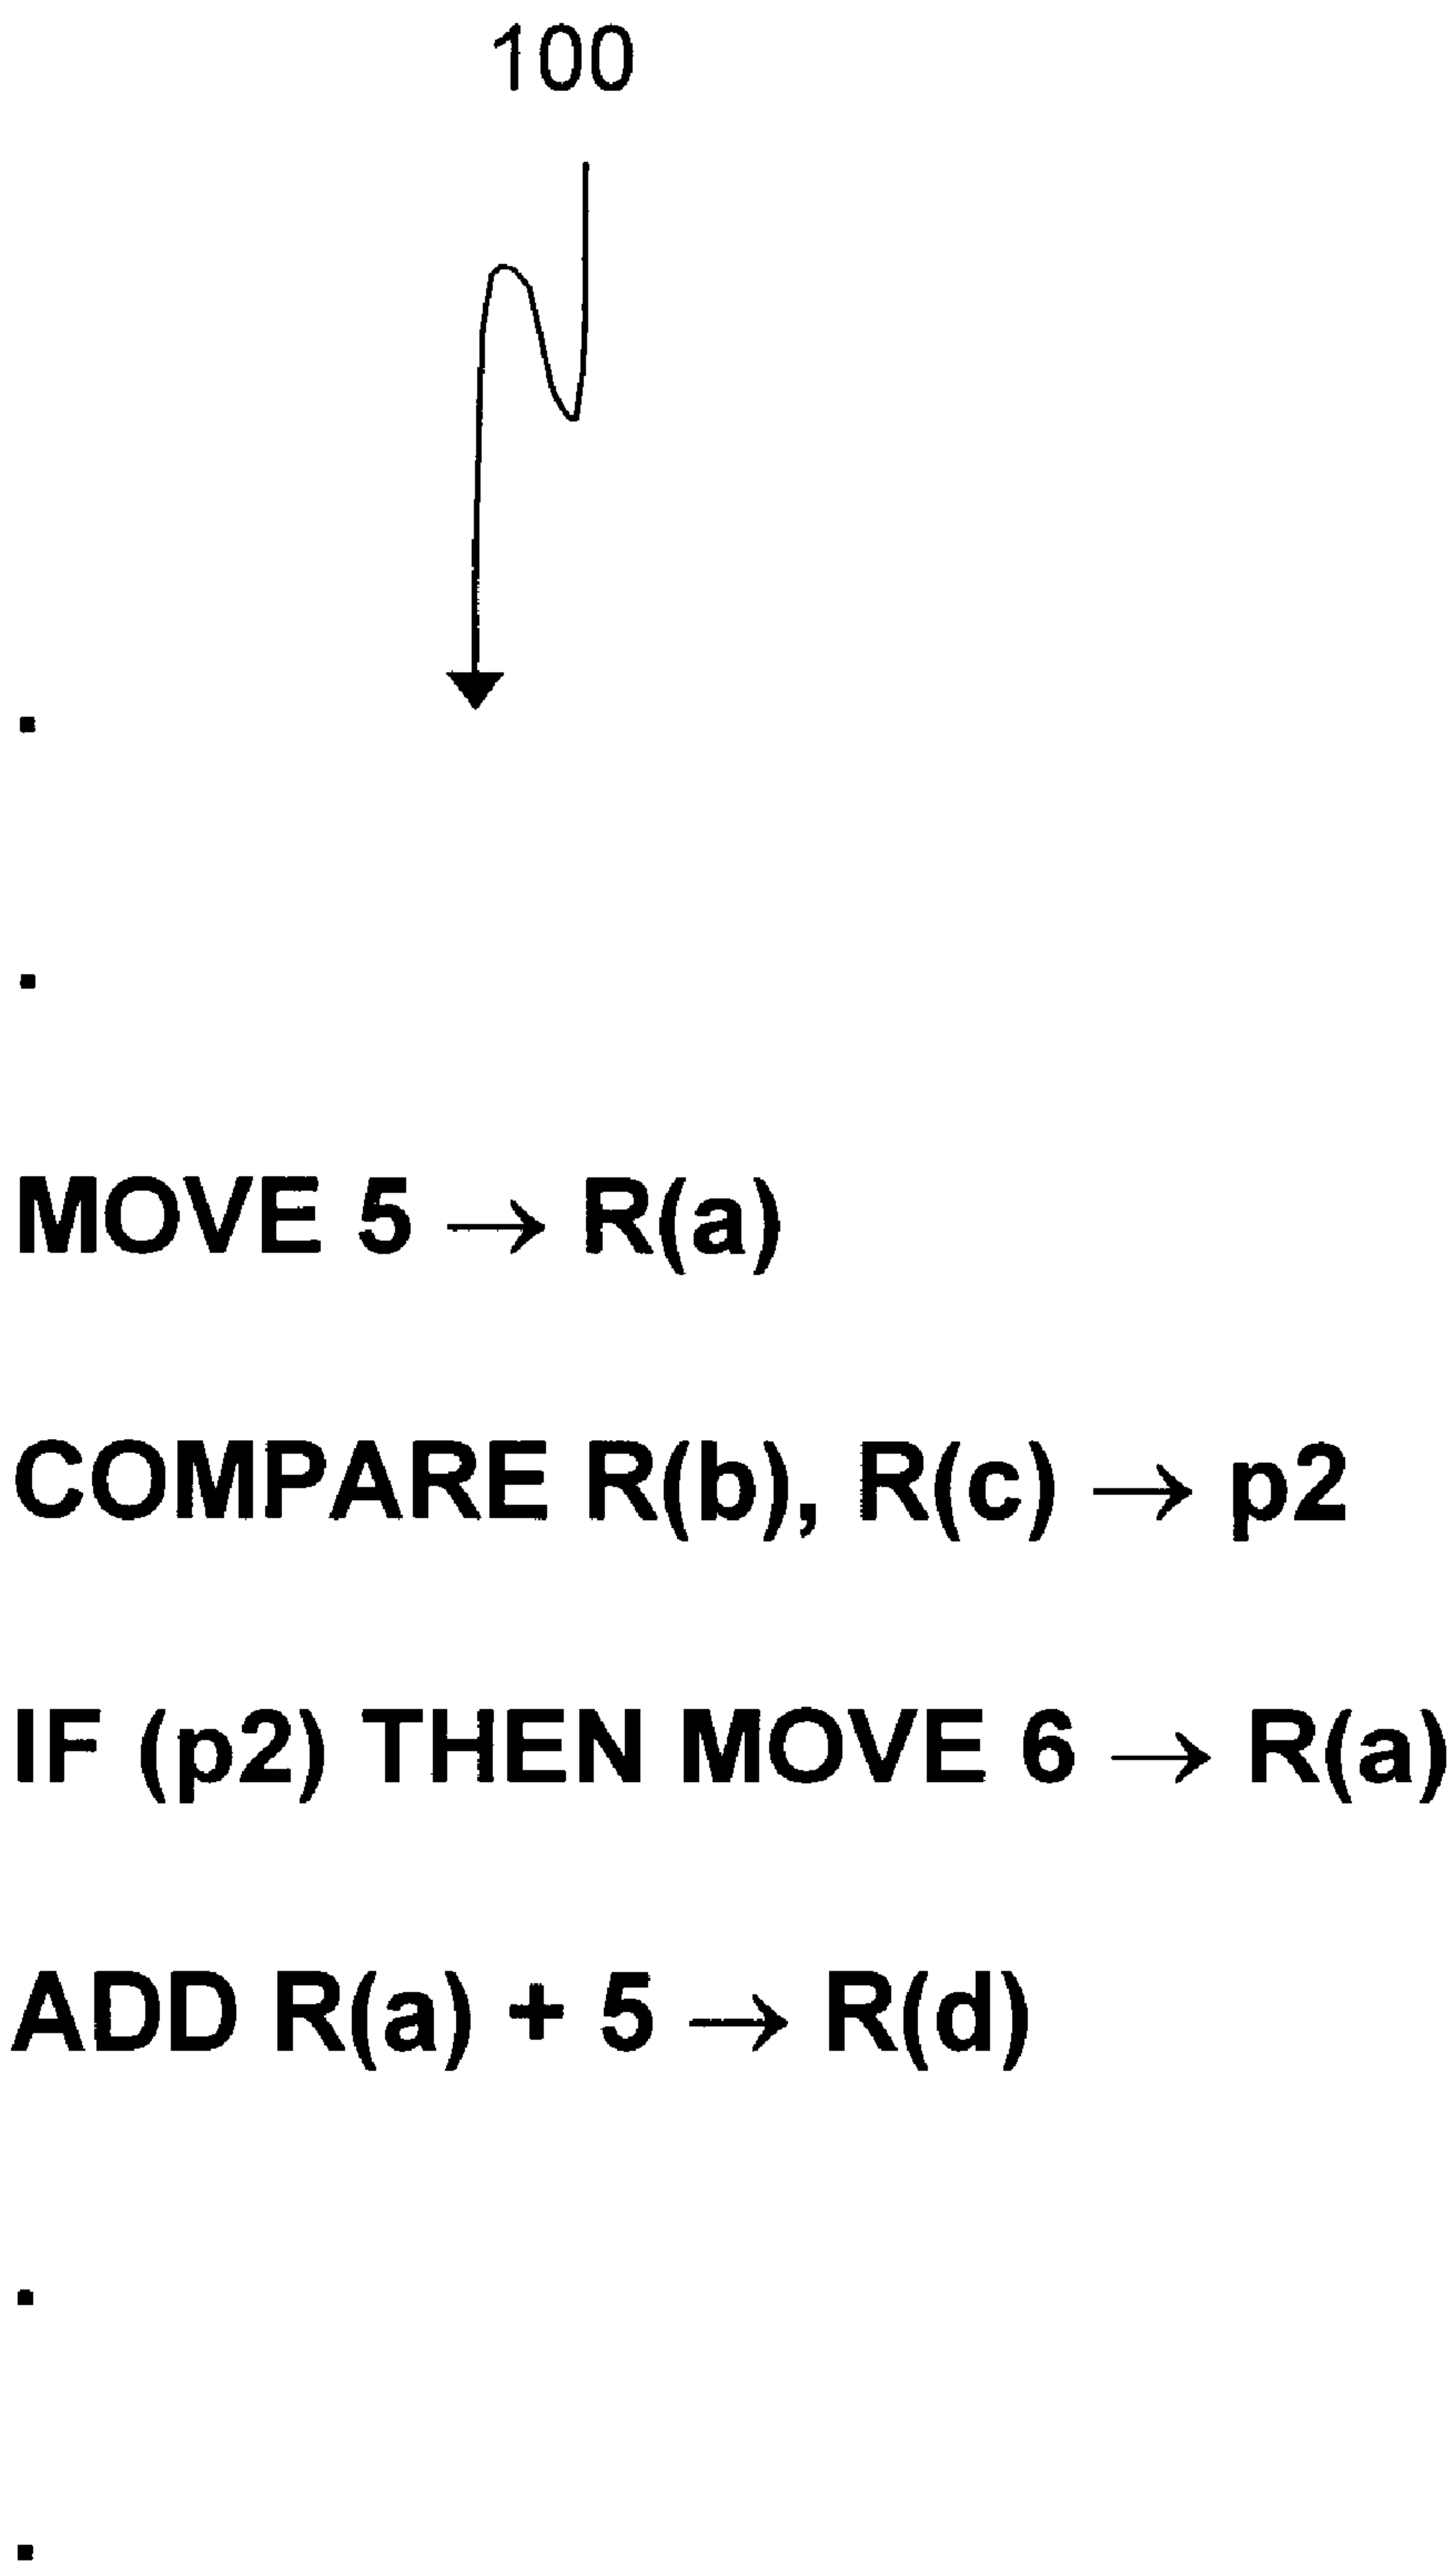 100
.
.
MOVE 5 → R(a)
COMPARE R(b), R(c) → p2
IF (p2) THEN MOVE 6 → R(a)
ADD R(a) + 5 → R(d)
.
.